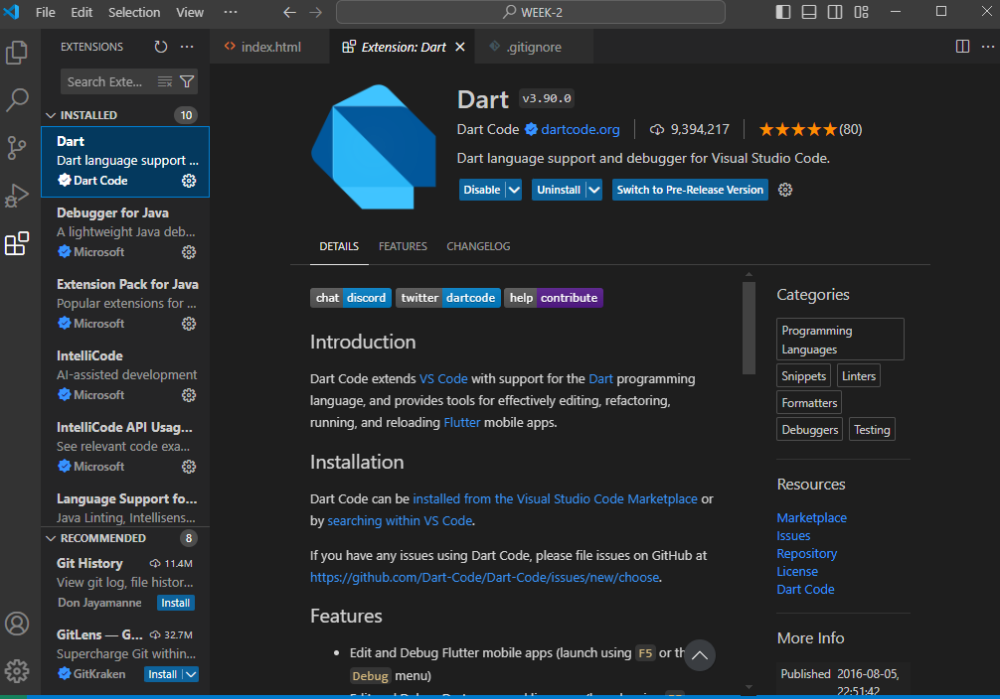 File Edit Selection View ··· WEEK-2
EXTENSIONS
Search Exte...
INSTALLED 10
Dart
Dart language support ...
Dart Code
Debugger for Java
A lightweight Java deb...
Microsoft
Extension Pack for Java
Popular extensions for ...
Microsoft
IntelliCode
AI-assisted development
Microsoft
IntelliCode API Usag...
See relevant code exa...
Microsoft
Language Support fo...
Java Linting, Intellisens...
RECOMMENDED 8
Git History 11.4M
View git log, file histor...
Don Jayamanne Install
GitLens — G... 32.7M
Supercharge Git within...
GitKraken Install
index.html Extension: Dart .gitignore
Dart v3.90.0
Dart Code dartcode.org 9,394,217 (80)
Dart language support and debugger for Visual Studio Code.
Disable Uninstall Switch to Pre-Release Version
DETAILS FEATURES CHANGELOG
chat discord twitter dartcode help contribute
Introduction
Dart Code extends VS Code with support for the Dart programming
language, and provides tools for effectively editing, refactoring,
running, and reloading Flutter mobile apps.
Installation
Dart Code can be installed from the Visual Studio Code Marketplace or
by searching within VS Code.
If you have any issues using Dart Code, please file issues on GitHub at
https://github.com/Dart-Code/Dart-Code/issues/new/choose.
Features
• Edit and Debug Flutter mobile apps (launch using F5 or th
Debug menu)
Categories
Programming
Languages
Snippets Linters
Formatters
Debuggers Testing
Resources
Marketplace
Issues
Repository
License
Dart Code
More Info
Published 2016-08-05,
22:51:42